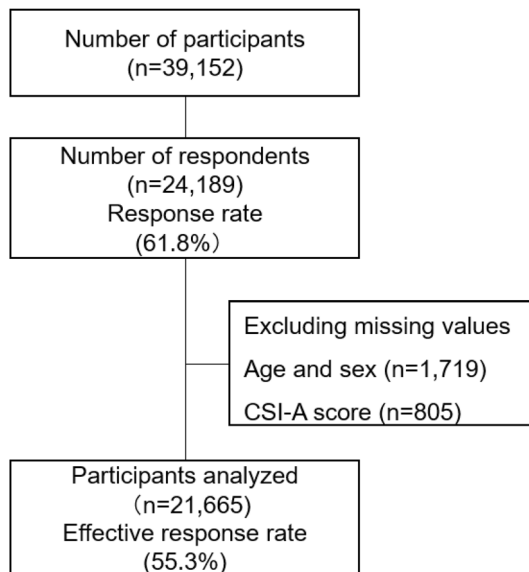 Number of participants
(n=39,152)
Number of respondents
(n=24,189)
Response rate
(61.8%）
Excluding missing values
Age and sex (n=1,719)
CSI-A score (n=805)
Participants analyzed
（n=21,665)
Effective response rate
(55.3%)